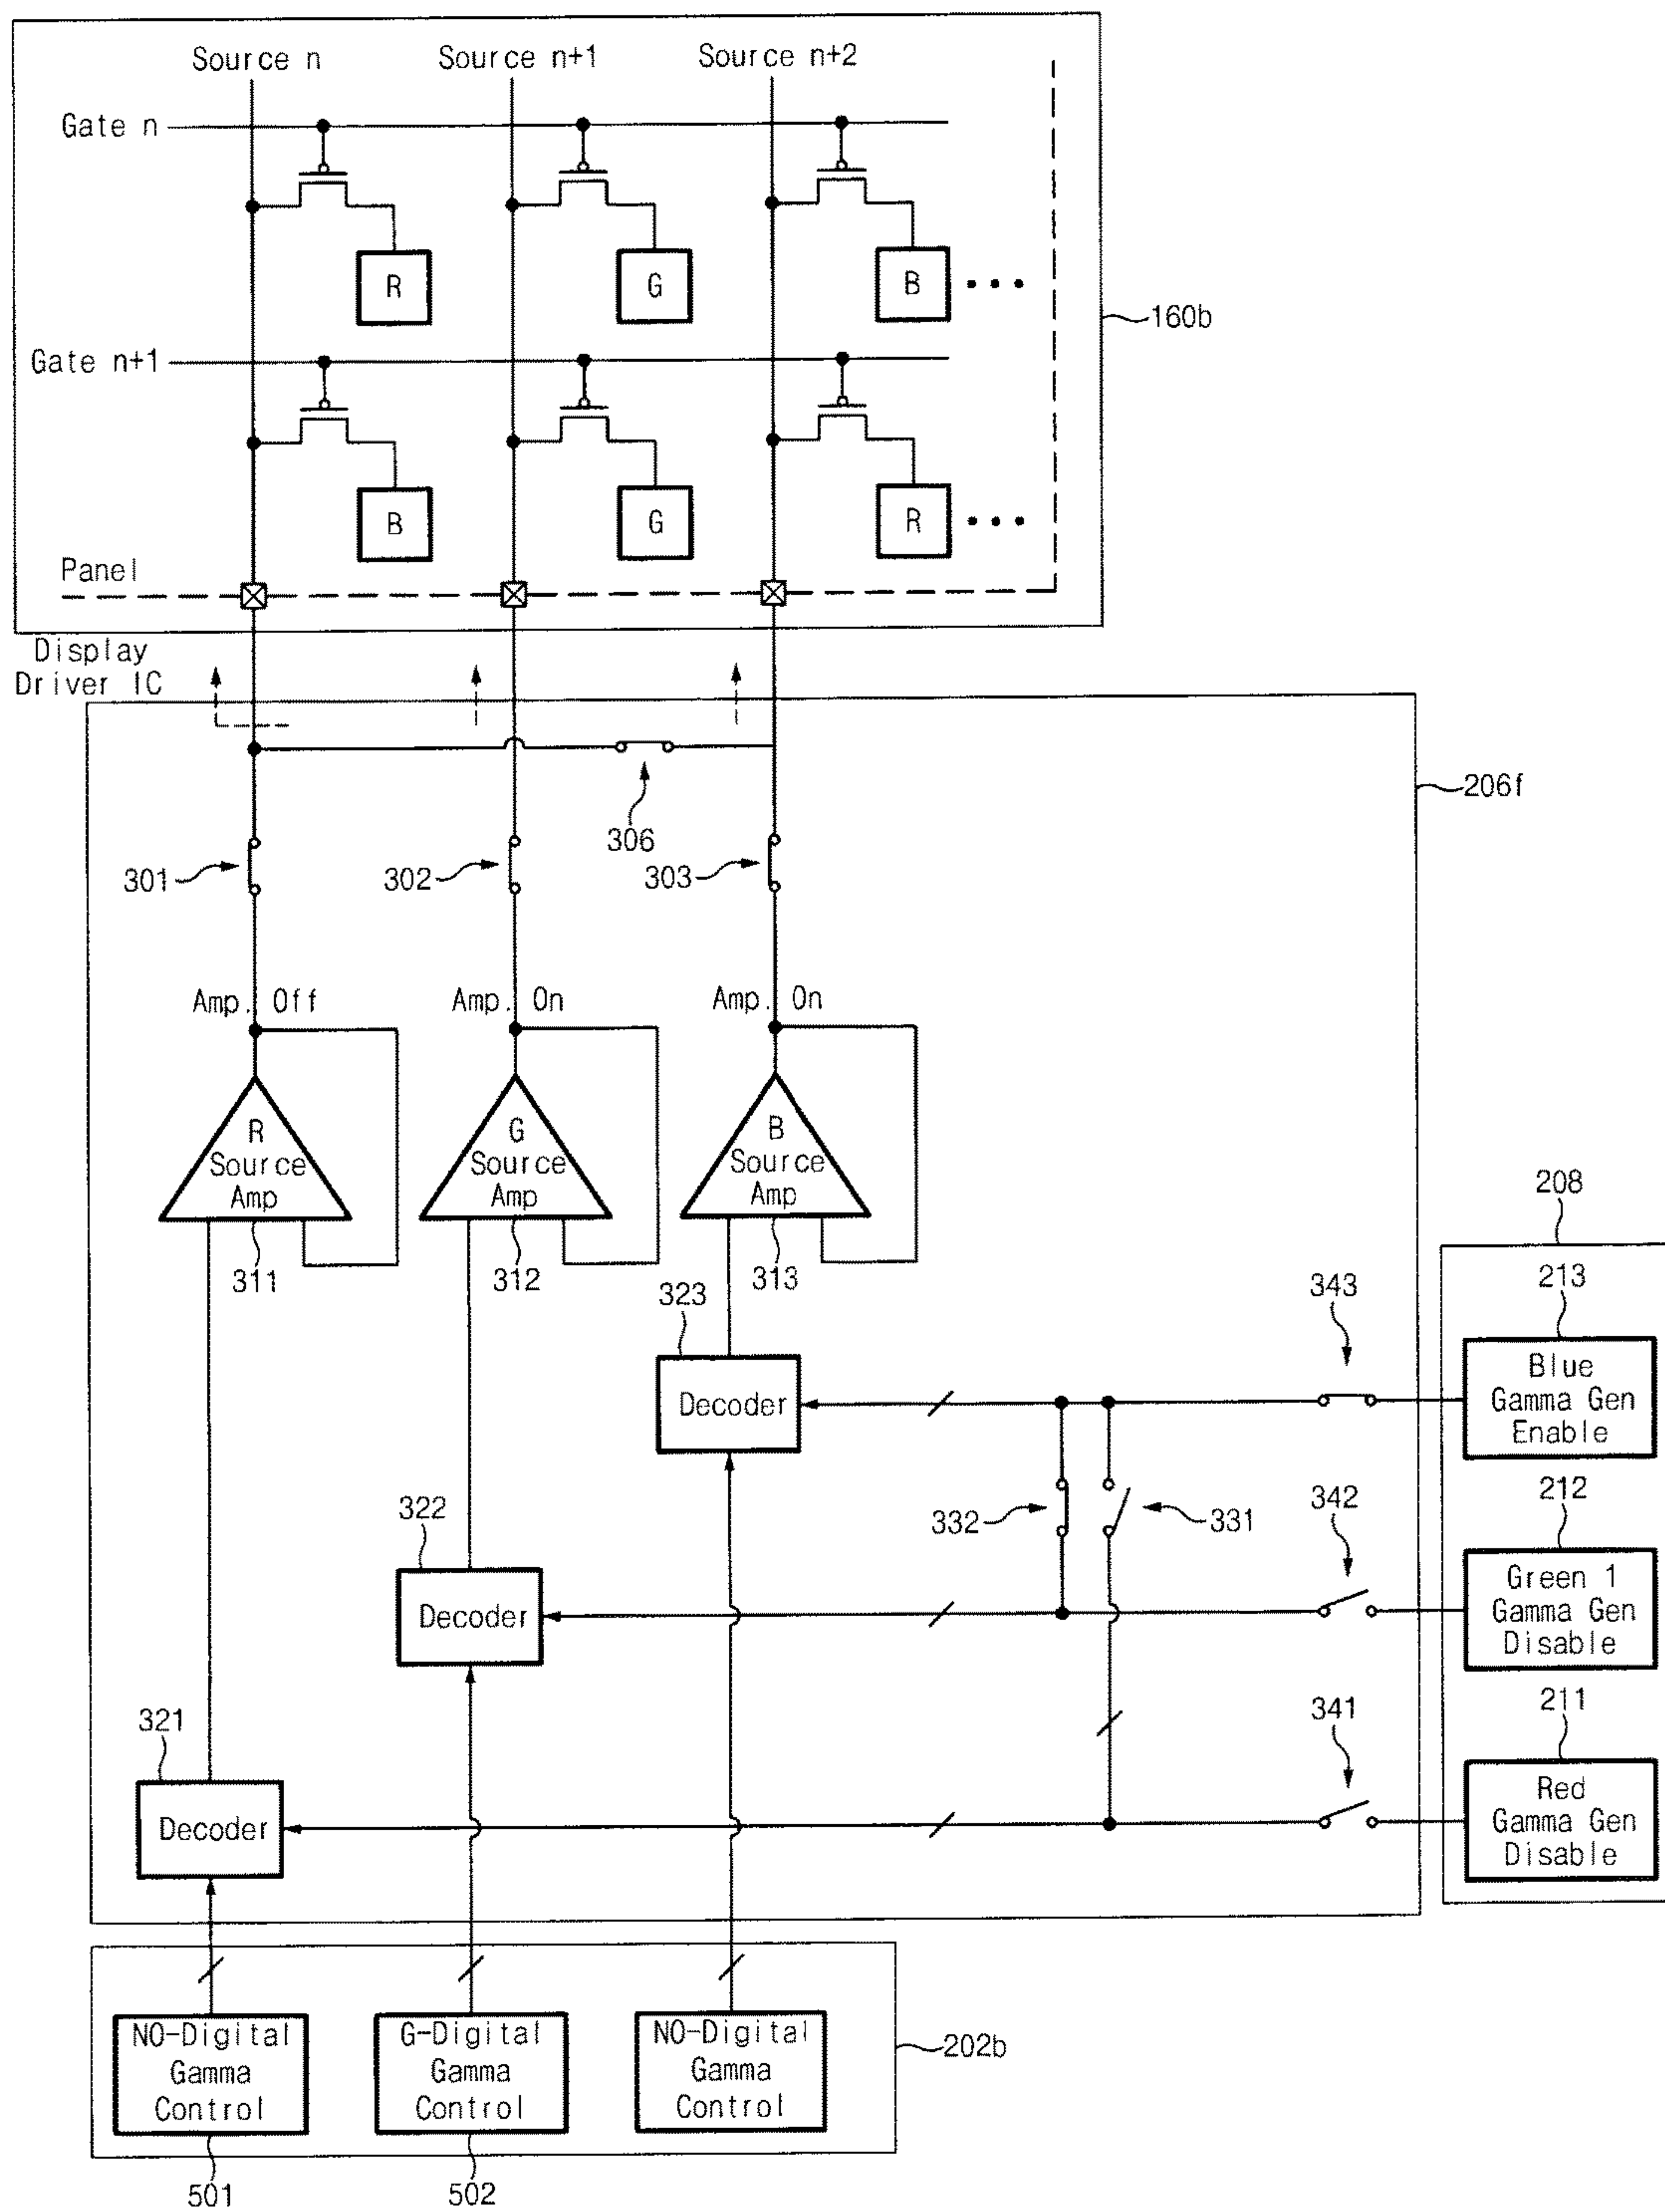 Source n
Source n+1
Source n+2
Gate n
R
G
B
160b
Gate n+1
B
G
R
Panel
Display
Driver IC
206f
306
301
302
303
Amp. Off
Amp. On
Amp. On
R
Source
Amp
G
Source
Amp
B
Source
Amp
311
312
313
208
213
343
323
Decoder
Blue
Gamma Gen
Enable
332
331
342
212
322
Decoder
Green 1
Gamma Gen
Disable
321
341
211
Decoder
Red
Gamma Gen
Disable
NO-Digital
Gamma
Control
G-Digital
Gamma
Control
NO-Digital
Gamma
Control
202b
501
502